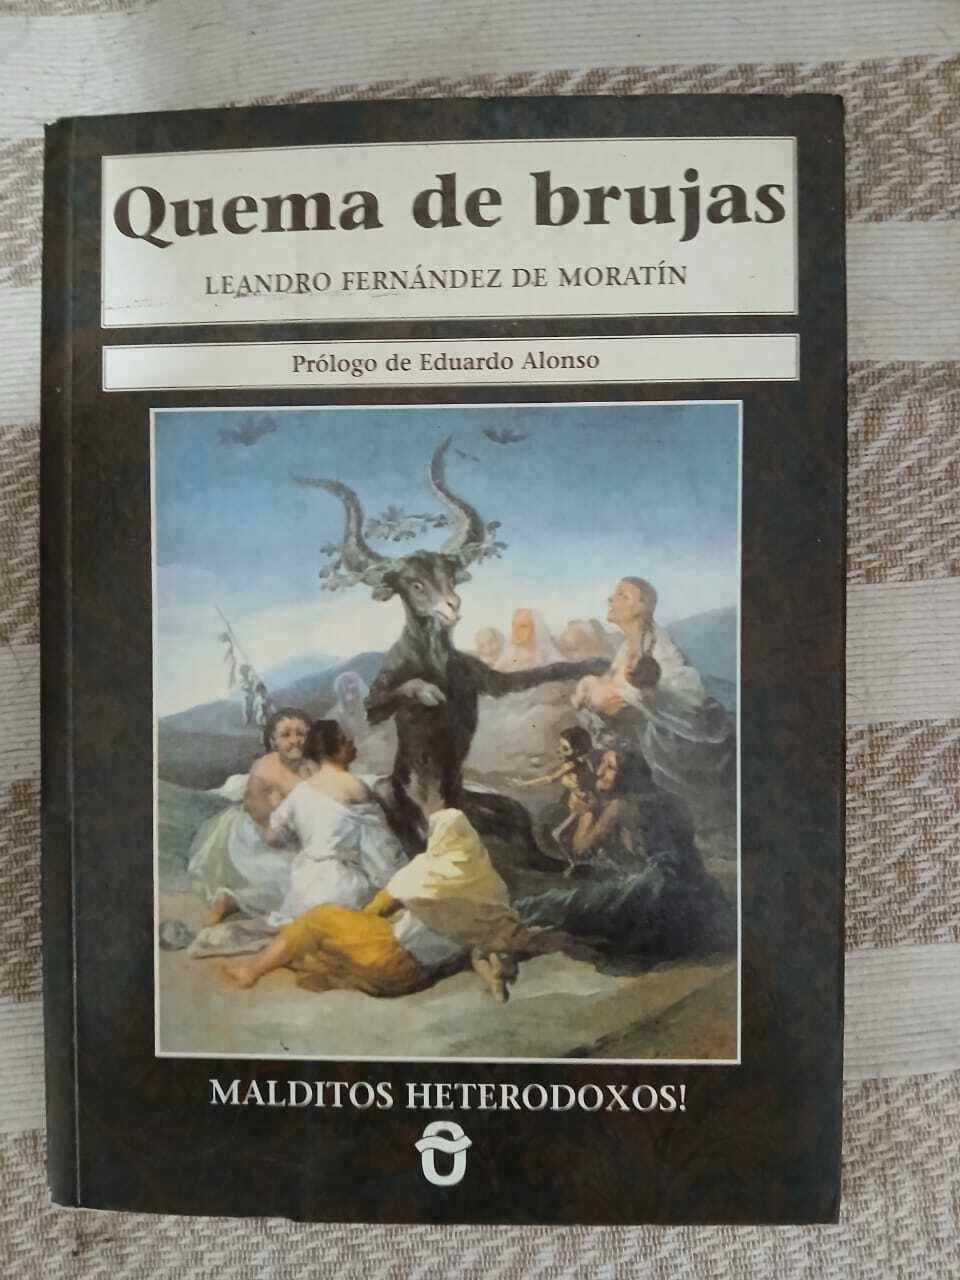 Quema de brujas
LEANDRO FERNÁNDEZ DE MORATÍN
Prólogo de Eduardo Alonso
MALDITOS HETERODOXOS!